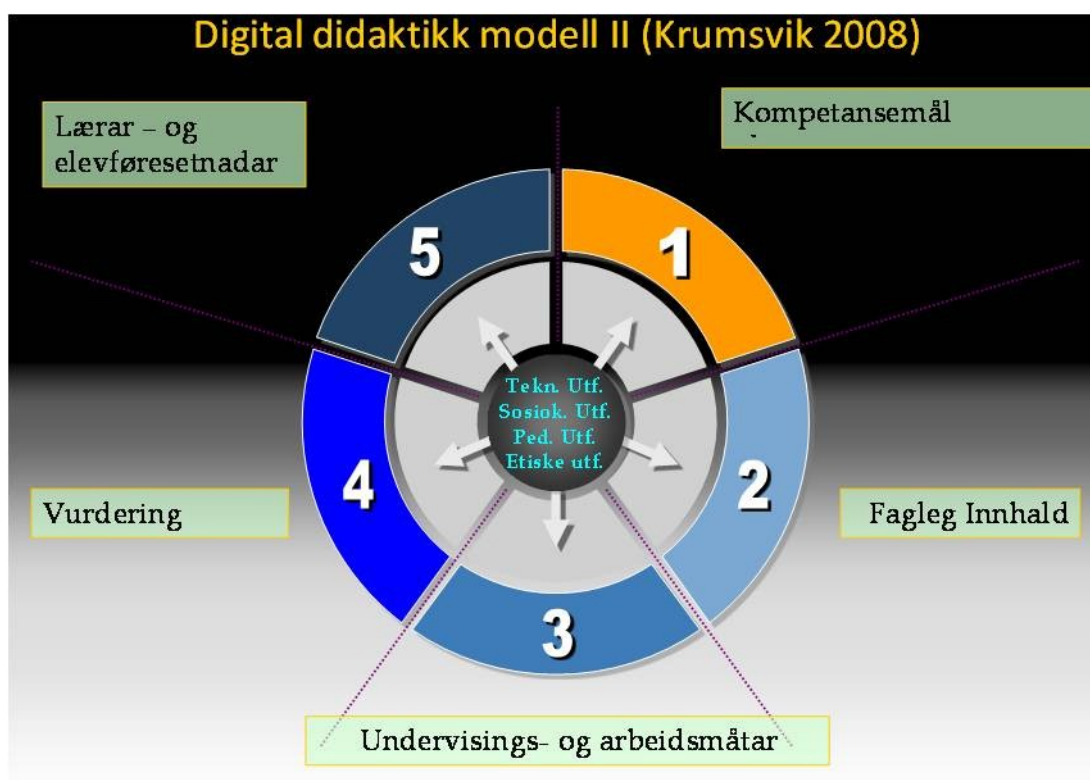 Digital didaktikk modell II (Krumsvik 2008)
Lærar – og
elevføresetnadar
Kompetansemål
5
1
Tekn. Utf.
Sosiok. Utf.
Ped. Utf.
Etiske utf.
4
2
Vurdering
Fagleg Innhald
3
Undervisings- og arbeidsmåtar